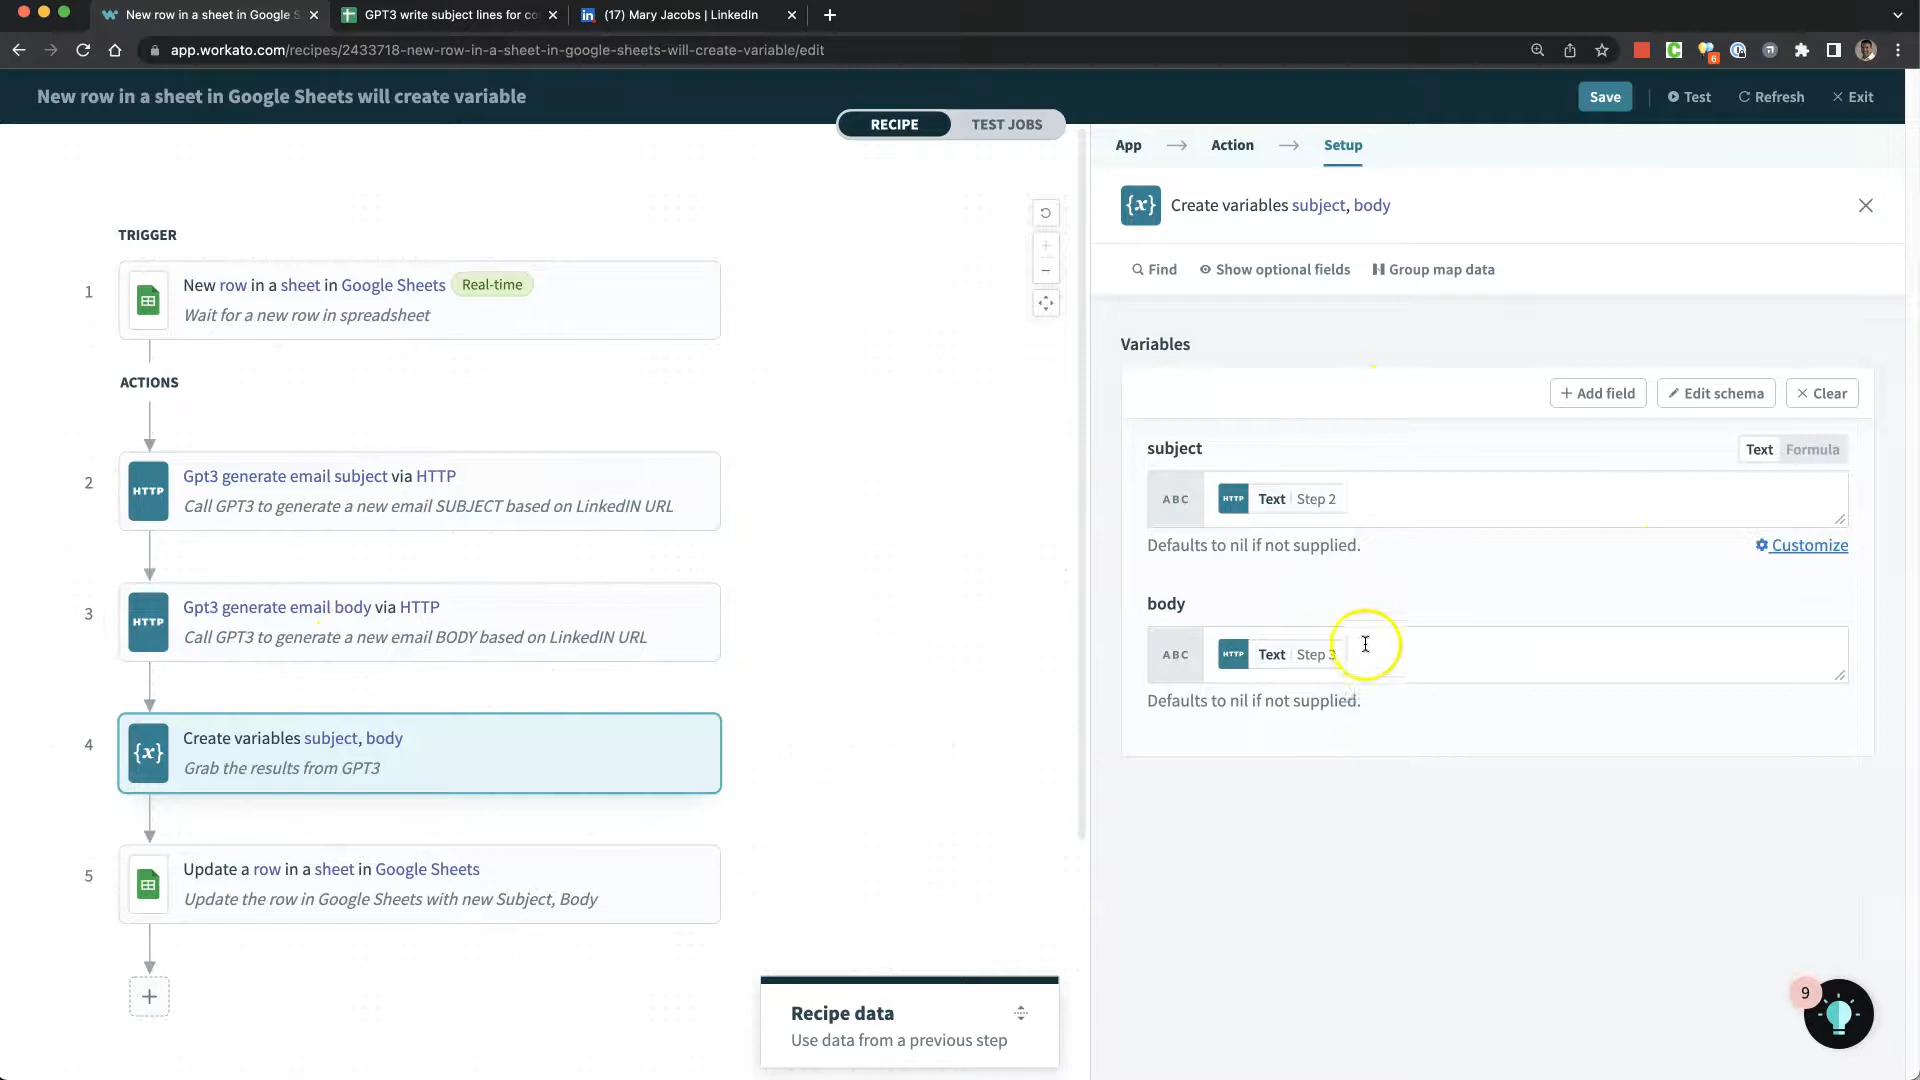 New row in a sheet in Google S
GPT3 write subject lines for co
(17) Mary Jacobs | LinkedIn
app.workato.com/recipes/2433718-new-row-in-a-sheet-in-google-sheets-will-create-variable/edit
6
New row in a sheet in Google Sheets will create variable
Save
Test
Refresh
Exit
RECIPE
TEST JOBS
App
Action
Setup
{x}
Create variables subject, body
Find
Show optional fields
Group map data
TRIGGER
1
New row in a sheet in Google Sheets
Real-time
Wait for a new row in spreadsheet
ACTIONS
2
HTTP
Gpt3 generate email subject via HTTP
Call GPT3 to generate a new email SUBJECT based on LinkedIN URL
3
HTTP
Gpt3 generate email body via HTTP
Call GPT3 to generate a new email BODY based on LinkedIN URL
4
{x}
Create variables subject, body
Grab the results from GPT3
5
Update a row in a sheet in Google Sheets
Update the row in Google Sheets with new Subject, Body
Variables
+ Add field
Edit schema
Clear
subject
Text
Formula
ABC
HTTP
Text
Step 2
Defaults to nil if not supplied.
Customize
body
ABC
HTTP
Text
Step 3
Defaults to nil if not supplied.
Recipe data
Use data from a previous step
9